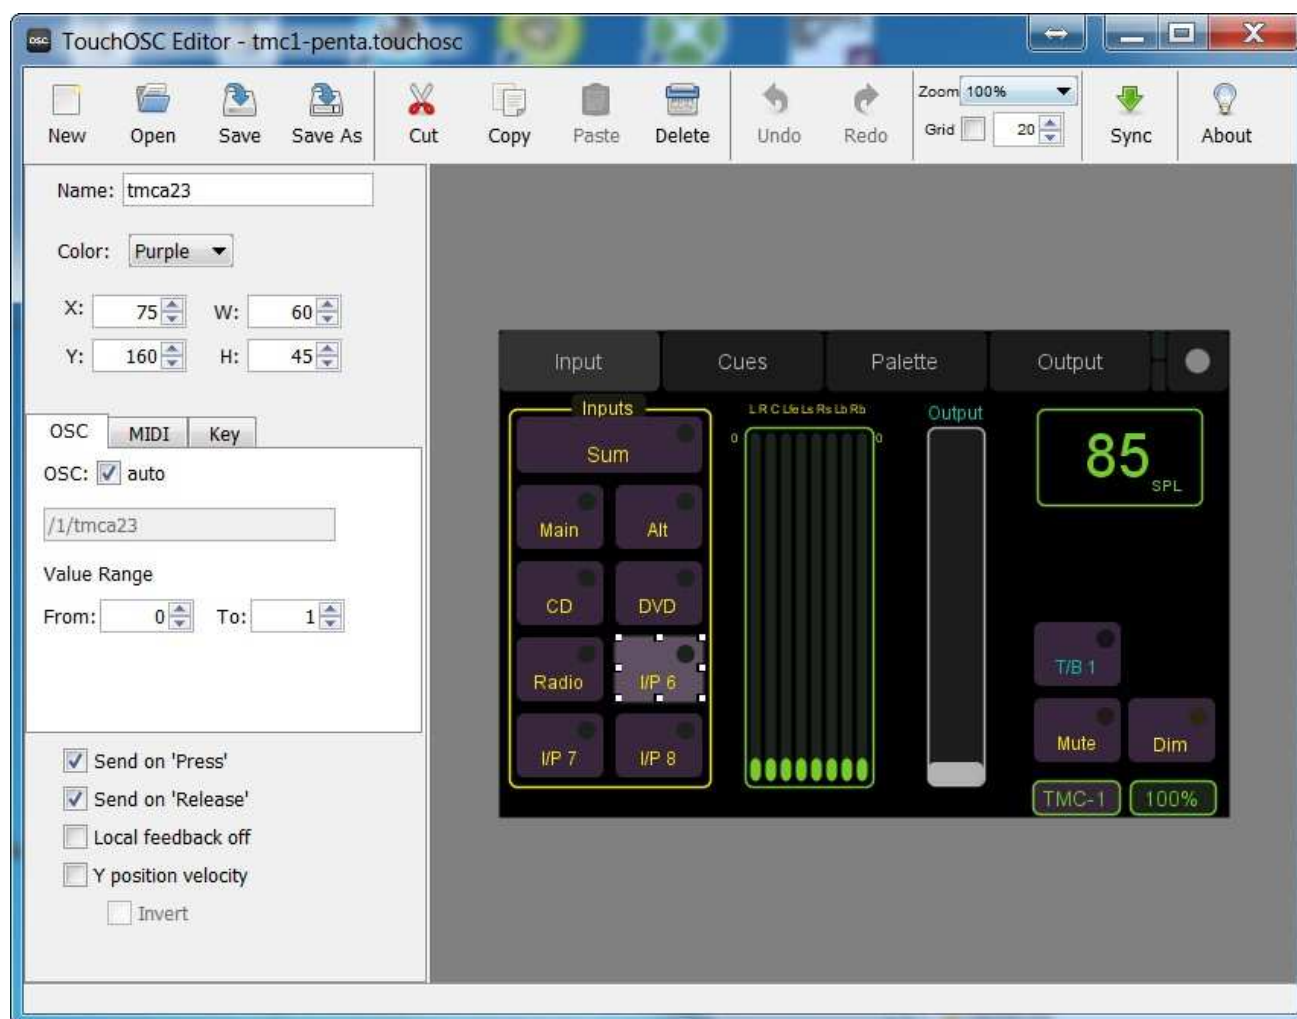 OSC TouchOSC Editor - tmc1-penta.touchosc X
New Open Save Save As Cut Copy Paste Delete Undo Redo Zoom 100% Sync About
Grid 20
Name: tmca23
Color: Purple
X: 75 W: 60
Y: 160 H: 45
OSC MIDI Key
OSC: auto
/1/tmca23
Value Range
From: 0 To: 1
Send on 'Press'
Send on 'Release'
Local feedback off
Y position velocity
Invert
Input Cues Palette Output
Inputs
Sum
Main Alt
CD DVD
Radio I/P 6
I/P 7 I/P 8
L R C Lfe Ls Rs Lb Rb
0 0
Output
85
SPL
T/B 1
Mute Dim
TMC-1 100%